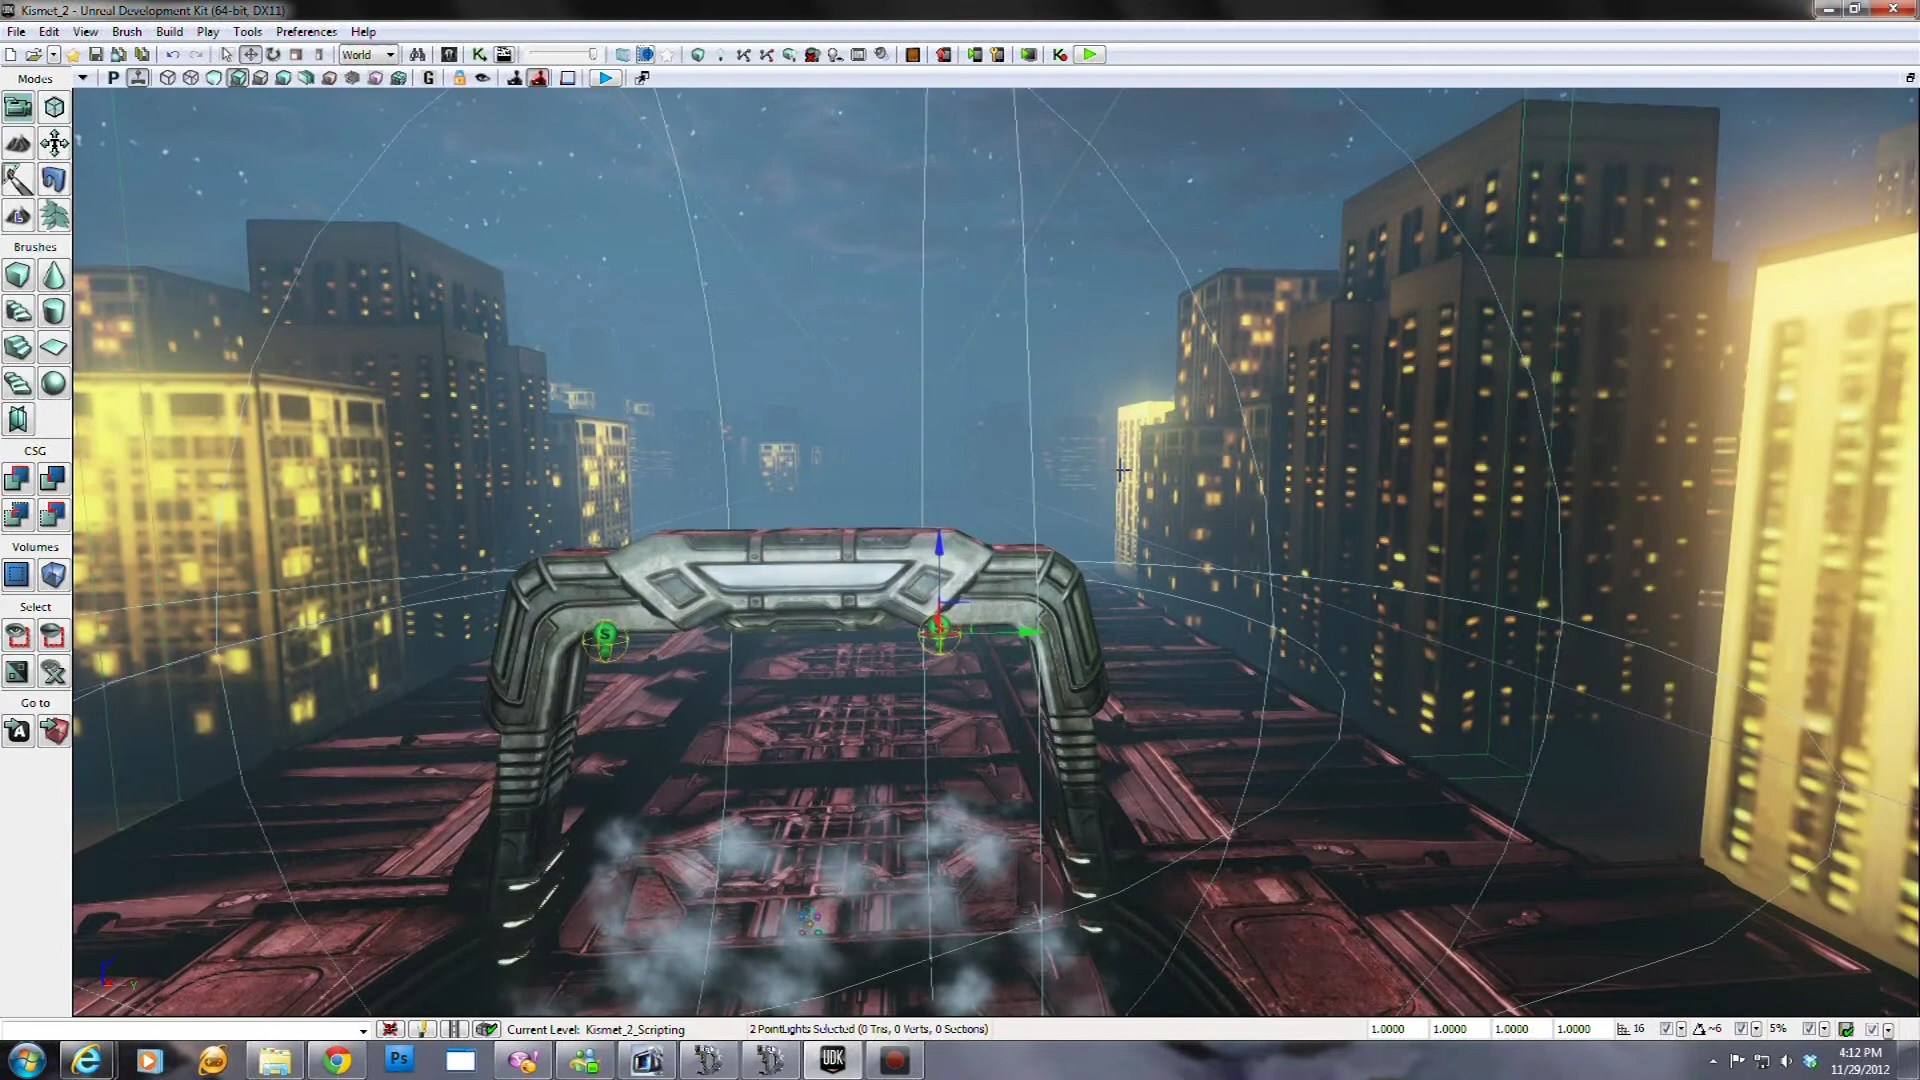 Kismet_2 - Unreal Development Kit (64-bit, DX11)
File Edit View Brush Build Play Tools Preferences Help
World
Modes
P
G
Brushes
CSG
Volumes
Select
Go to
S
Y
Current Level: Kismet_2_Scripting
2 PointLights Selected (0 Tris, 0 Verts, 0 Sections)
1.0000 1.0000 1.0000 1.0000 16 ~6 5%
Ps
UDK
4:12 PM
11/29/2012